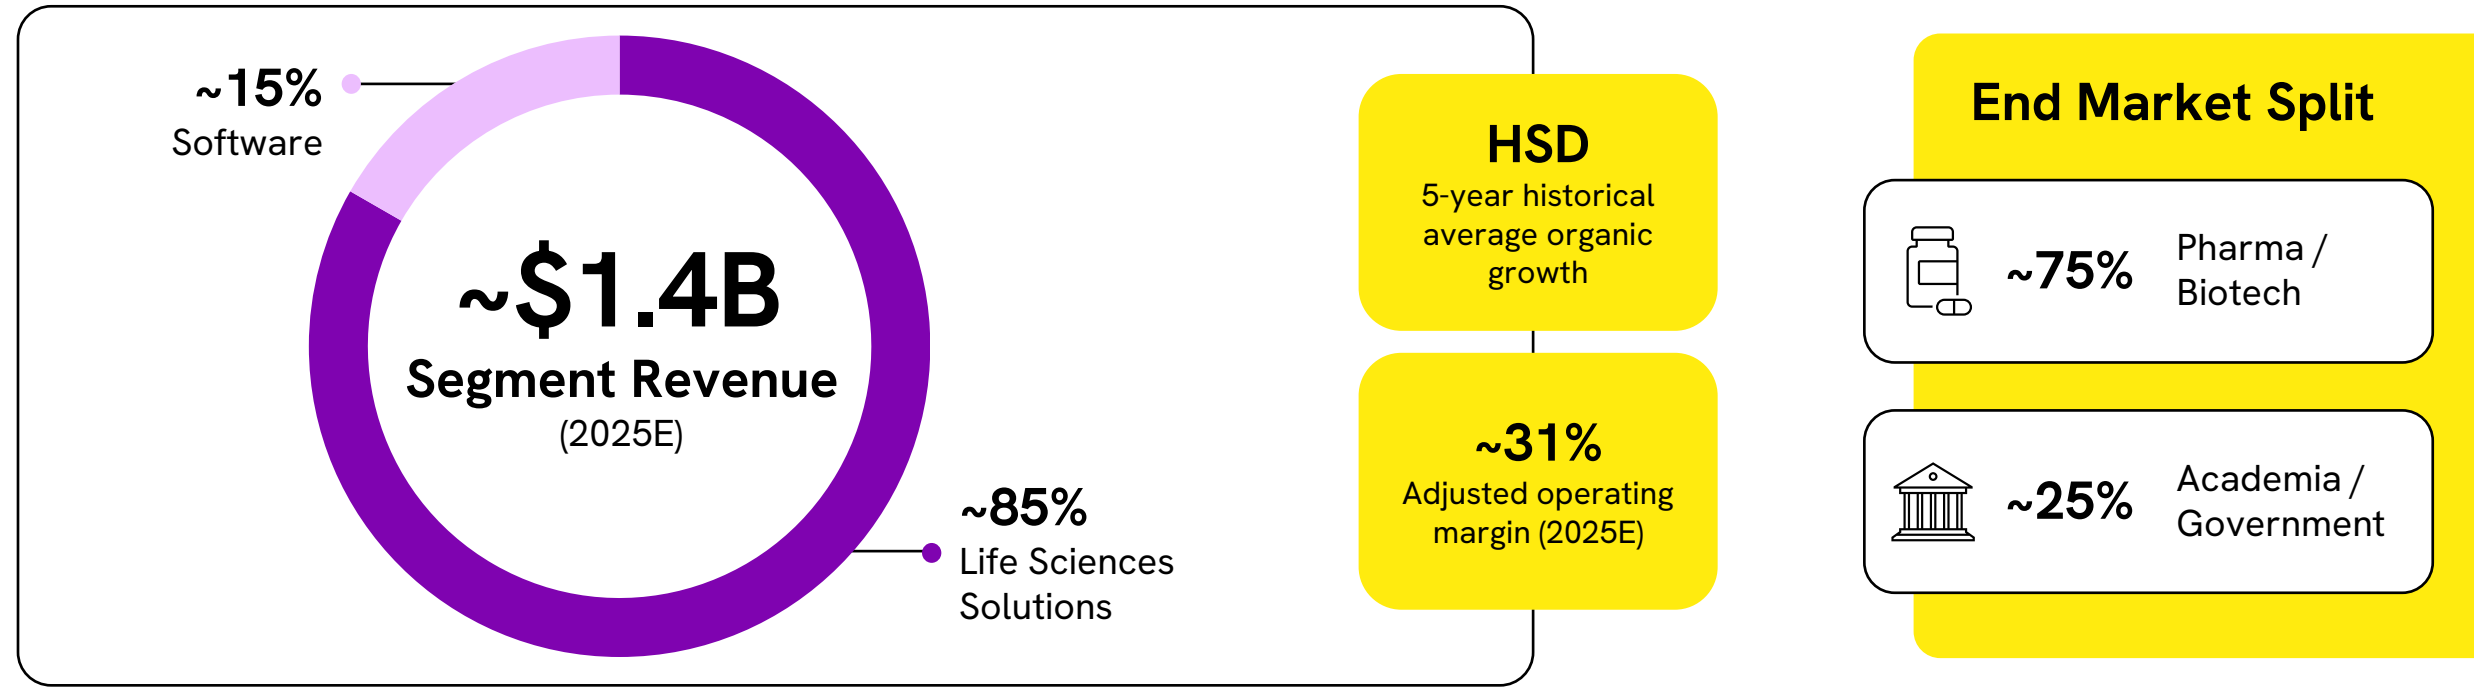 ~15%
Software
~$1.4B
Segment Revenue
(2025E)
~85%
Life Sciences
Solutions
HSD
5-year historical
average organic
growth
~31%
Adjusted operating
margin (2025E)
End Market Split
~75%
Pharma /
Biotech
~25%
Academia /
Government